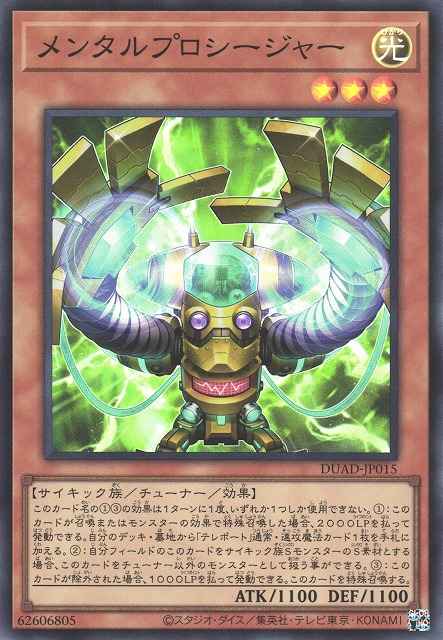 メンタルプロシージャー
光
DUAD-JP015
【サイキック族／チューナー／効果】
このカード名の①③の効果は1ターンに1度、いずれか1つしか使用できない。①：この
カードが召喚またはモンスターの効果で特殊召喚した場合、2000LPを払っ
て発動できる。自分のデッキ・墓地から「テレポート」通常・速攻魔法カード1枚を手札に
加える。②：自分フィールドのこのカードをサイキック族SモンスターのS素材とする
場合、このカードをチューナー以外のモンスターとして扱う事ができる。③：この
カードが除外された場合、1000LPを払って発動できる。このカードを特殊召喚する。
ATK/1100 DEF/1100
62606805
©スタジオ・ダイス／集英社・テレビ東京・KONAMI